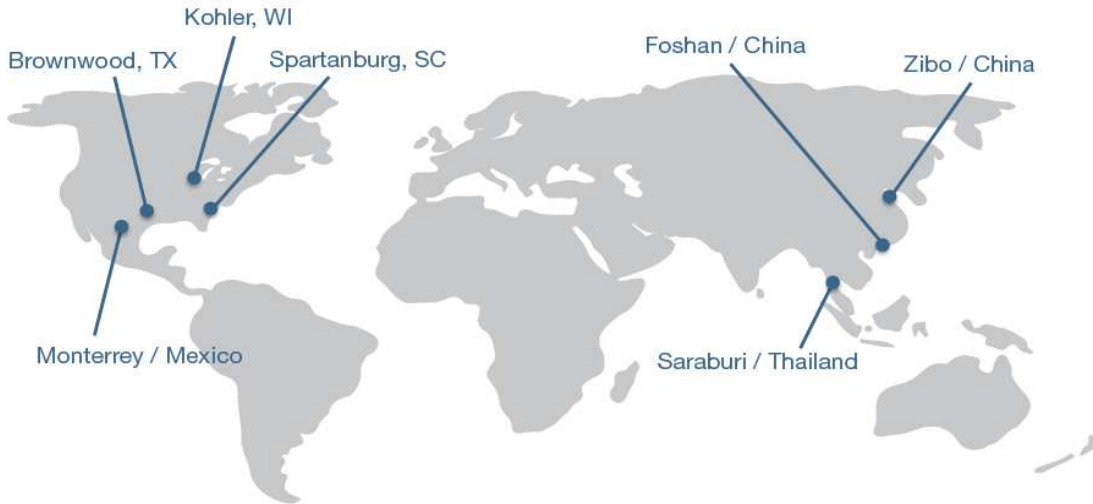 Kohler, WI
Brownwood, TX
Spartanburg, SC
Foshan / China
Zibo / China
Monterrey / Mexico
Saraburi / Thailand